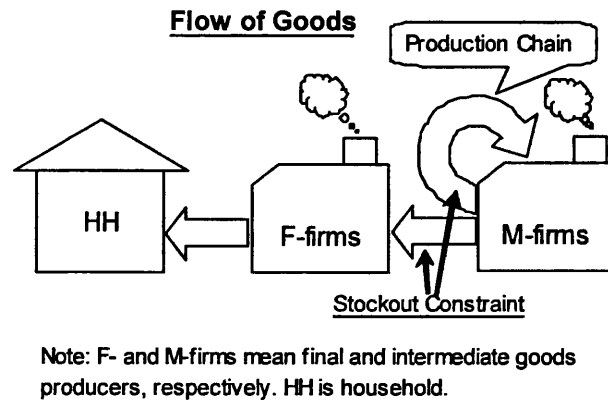 Flow of Goods
Production Chain
HH
F-firms
M-firms
Stockout Constraint
Note: F- and M-firms mean final and intermediate goods
producers, respectively. HH is household.